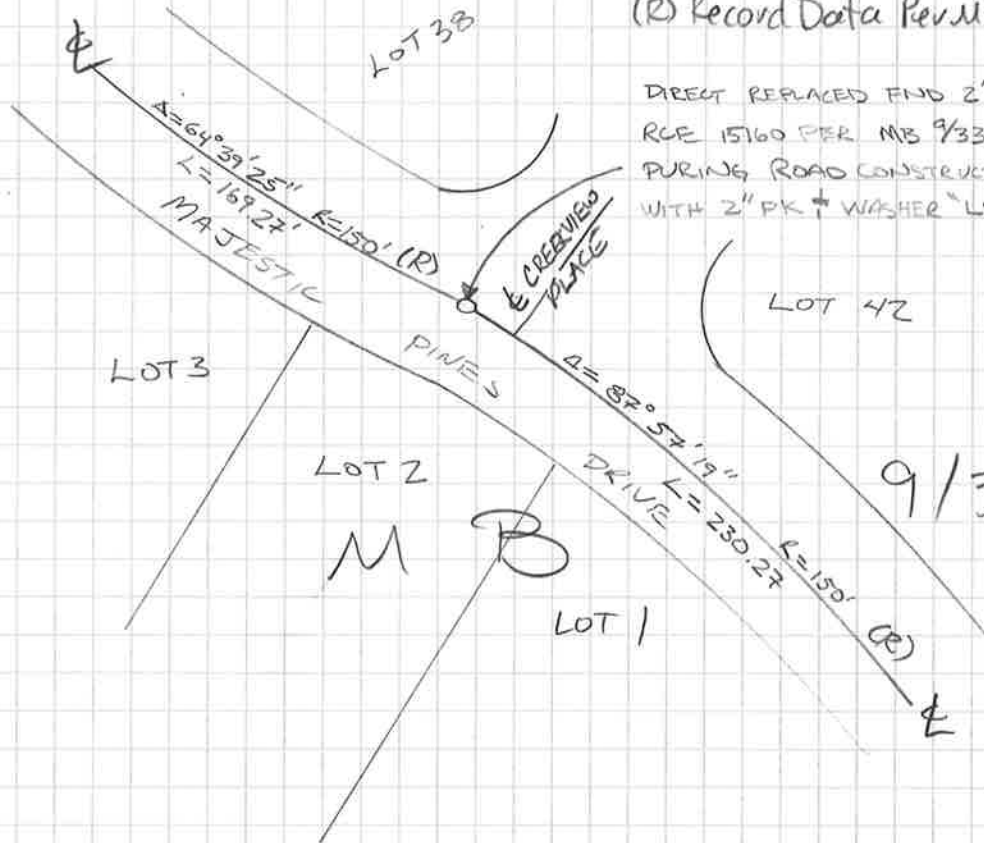 (R) Record Data Per M
℄
LOT 38
DIRECT REPLACED FND 2"
RCE 15160 PER MB 9/33
DURING ROAD CONSTRUC
WITH 2" PK + WASHER "L
Δ=64°39'25"
L=169.27'
R=150' (R)
MAJESTIC
℄ CREEKVIEW
PLACE
LOT 42
LOT 3
PINES
Δ=87°57'19"
L=230.27
R=150'
(R)
LOT 2
DRIVE
9/3
M B
LOT 1
℄